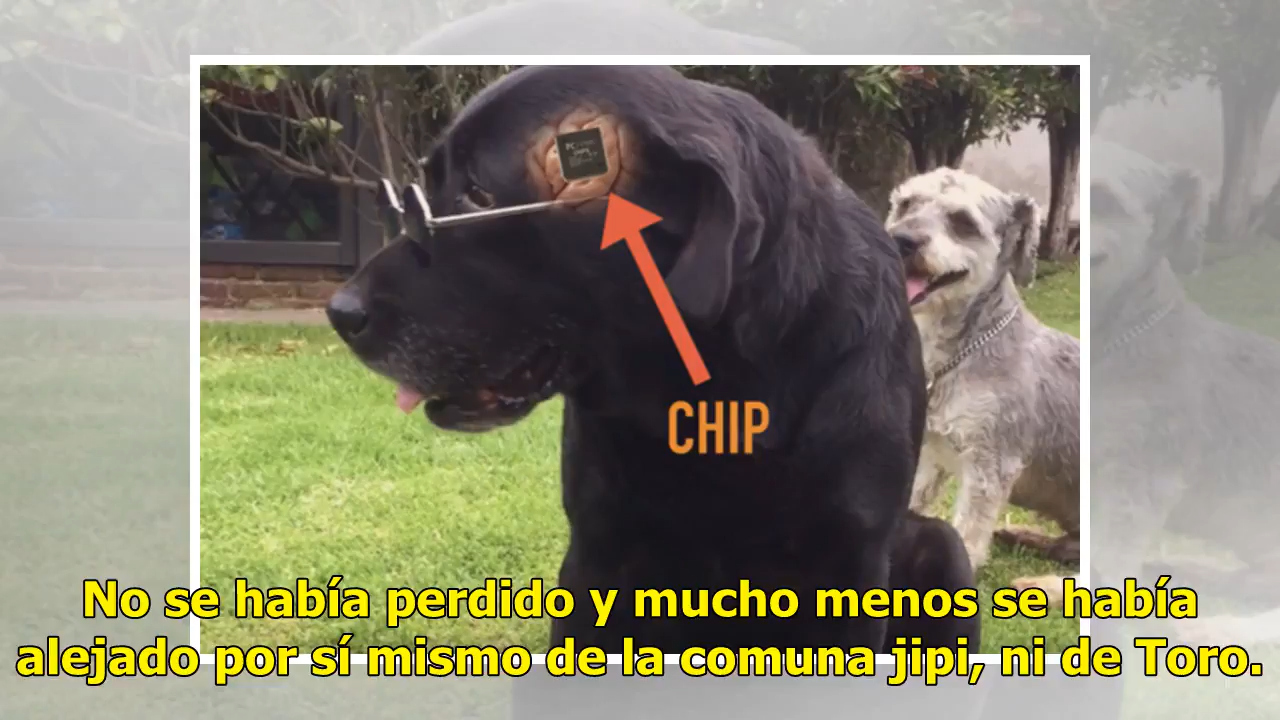 CHIP
No se había perdido y mucho menos se había
alejado por sí mismo de la comuna jipi, ni de Toro.